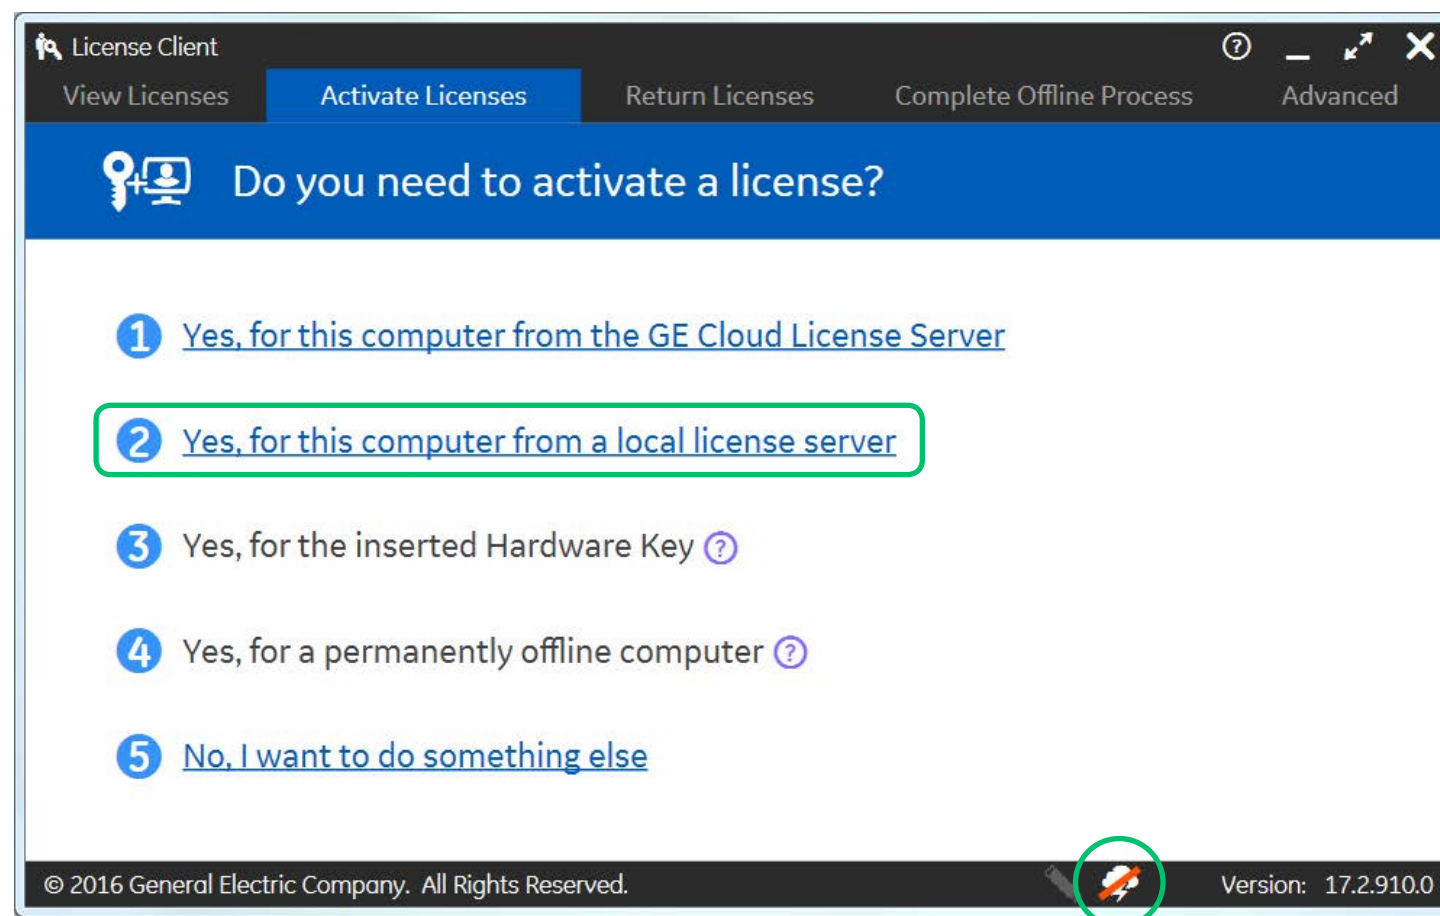 License Client
View Licenses Activate Licenses Return Licenses Complete Offline Process Advanced
Do you need to activate a license?
1 Yes, for this computer from the GE Cloud License Server
2 Yes, for this computer from a local license server
3 Yes, for the inserted Hardware Key ?
4 Yes, for a permanently offline computer ?
5 No, I want to do something else
© 2016 General Electric Company. All Rights Reserved. Version: 17.2.910.0